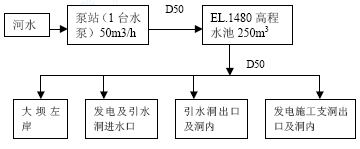 河水
泵站（1 台水
泵）50m3/h
D50
EL.1480 高程
水池 250m³
D50
大坝左
岸
发电及引水
洞进水口
引水洞出口
及洞内
发电施工支洞出
口及洞内